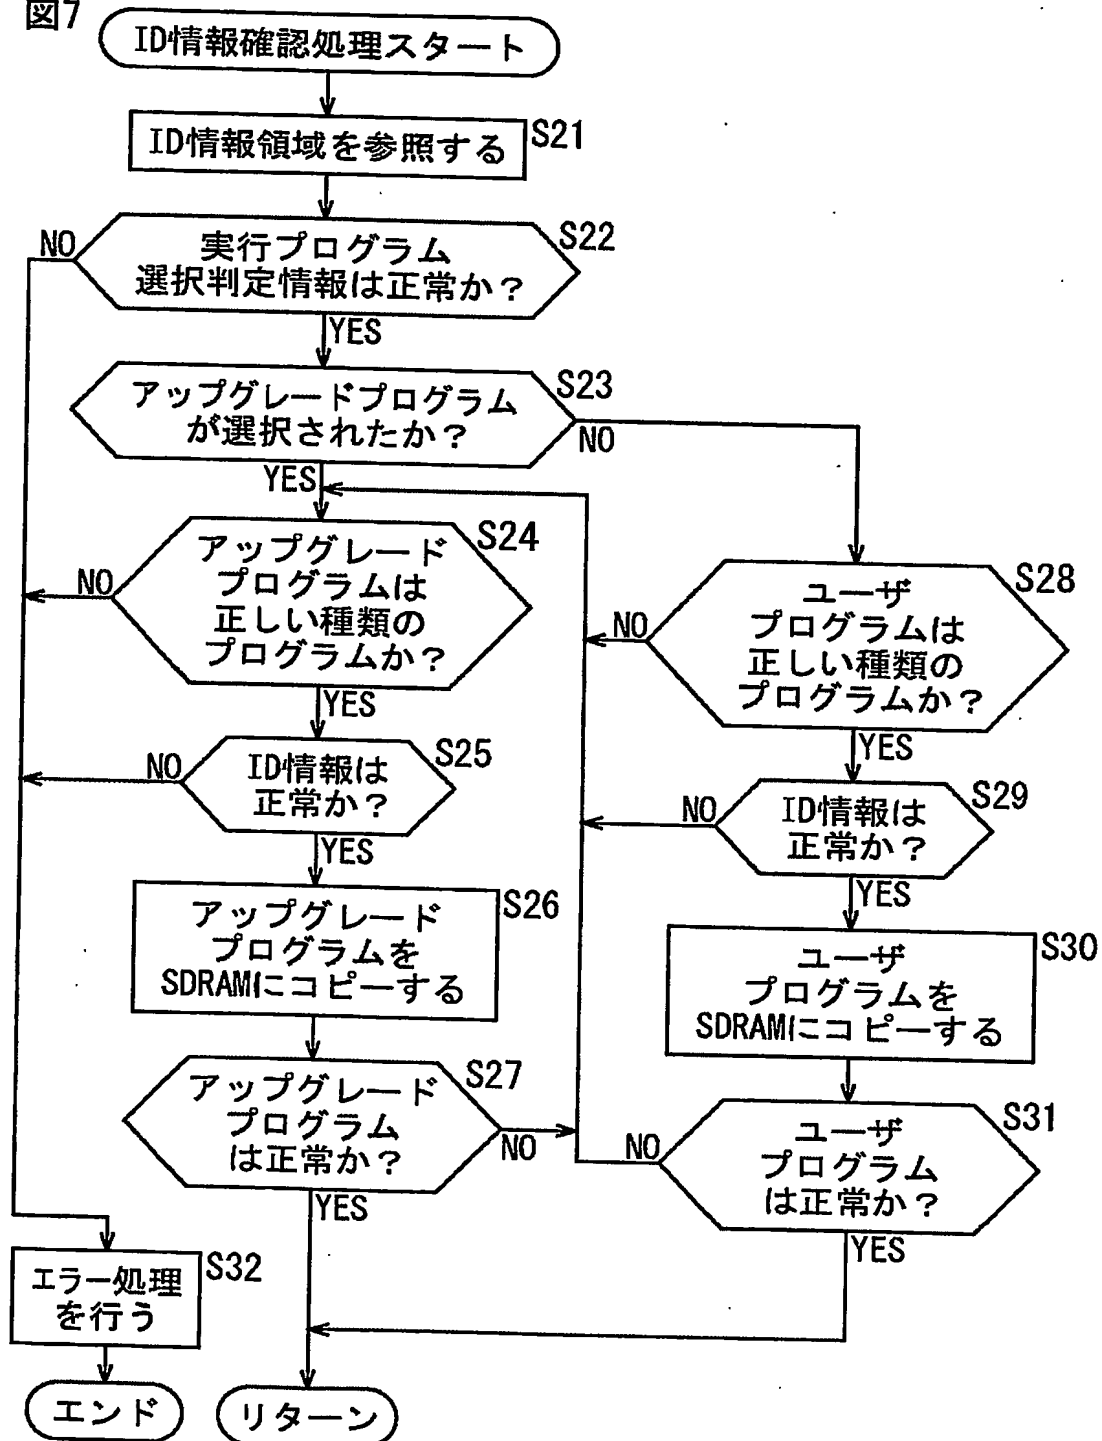 図7
ID情報確認処理スタート
ID情報領域を参照する
S21
実行プログラム
選択判定情報は正常か?
S22
NO
YES
アップグレードプログラム
が選択されたか?
S23
NO
YES
アップグレード
プログラムは
正しい種類の
プログラムか?
S24
NO
YES
ユーザ
プログラムは
正しい種類の
プログラムか?
S28
NO
YES
ID情報は
正常か?
S25
NO
YES
ID情報は
正常か?
S29
NO
YES
アップグレード
プログラムを
SDRAMにコピーする
S26
ユーザ
プログラムを
SDRAMにコピーする
S30
アップグレード
プログラム
は正常か?
S27
NO
YES
ユーザ
プログラム
は正常か?
S31
NO
YES
エラー処理
を行う
S32
エンド
リターン